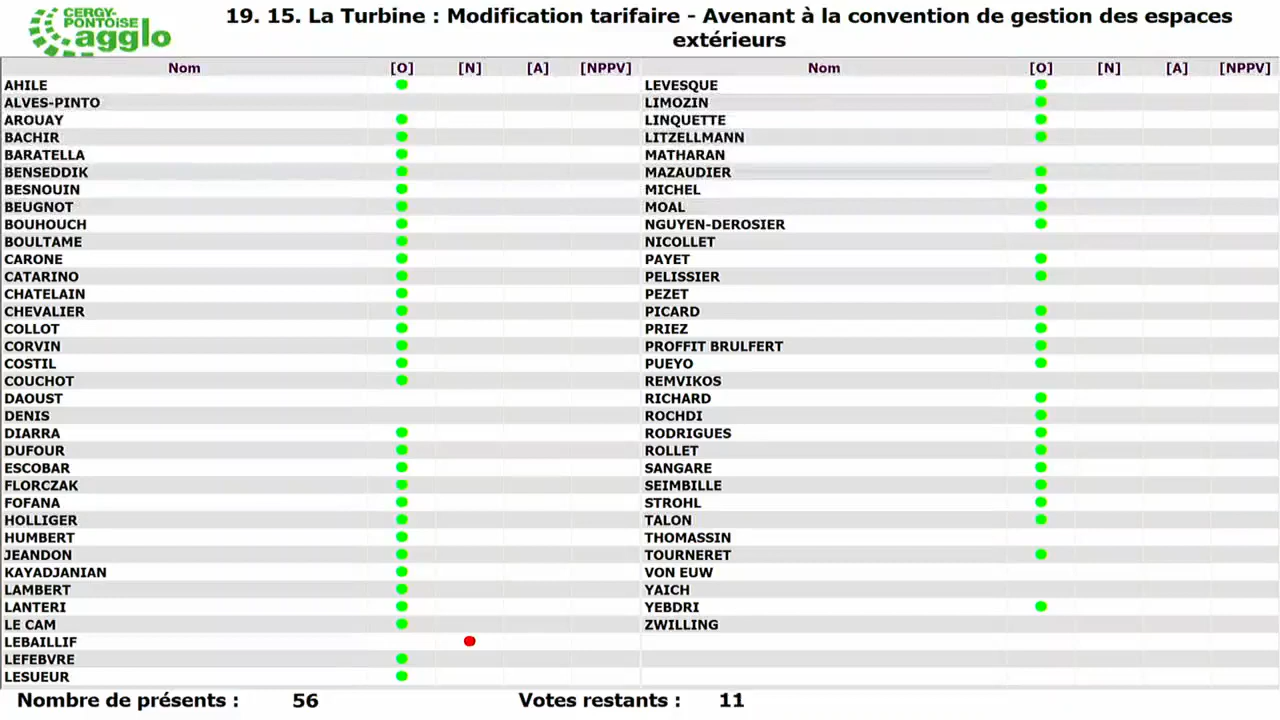 CERGY-
PONTOISE
agglo
19. 15. La Turbine : Modification tarifaire - Avenant à la convention de gestion des espaces
extérieurs
Nom [O] [N] [A] [NPPV] Nom [O] [N] [A] [NPPV]
AHILE LEVESQUE
ALVES-PINTO LIMOZIN
AROUAY LINQUETTE
BACHIR LITZELLMANN
BARATELLA MATHARAN
BENSEDDIK MAZAUDIER
BESNOUIN MICHEL
BEUGNOT MOAL
BOUHOUCH NGUYEN-DEROSIER
BOULTAME NICOLLET
CARONE PAYET
CATARINO PELISSIER
CHATELAIN PEZET
CHEVALIER PICARD
COLLOT PRIEZ
CORVIN PROFFIT BRULFERT
COSTIL PUEYO
COUCHOT REMVIKOS
DAOUST RICHARD
DENIS ROCHDI
DIARRA RODRIGUES
DUFOUR ROLLET
ESCOBAR SANGARE
FLORCZAK SEIMBILLE
FOFANA STROHL
HOLLIGER TALON
HUMBERT THOMASSIN
JEANDON TOURNERET
KAYADJANIAN VON EUW
LAMBERT YAICH
LANTERI YEBDRI
LE CAM ZWILLING
LEBAILLIF
LEFEBVRE
LESUEUR
Nombre de présents : 56 Votes restants : 11